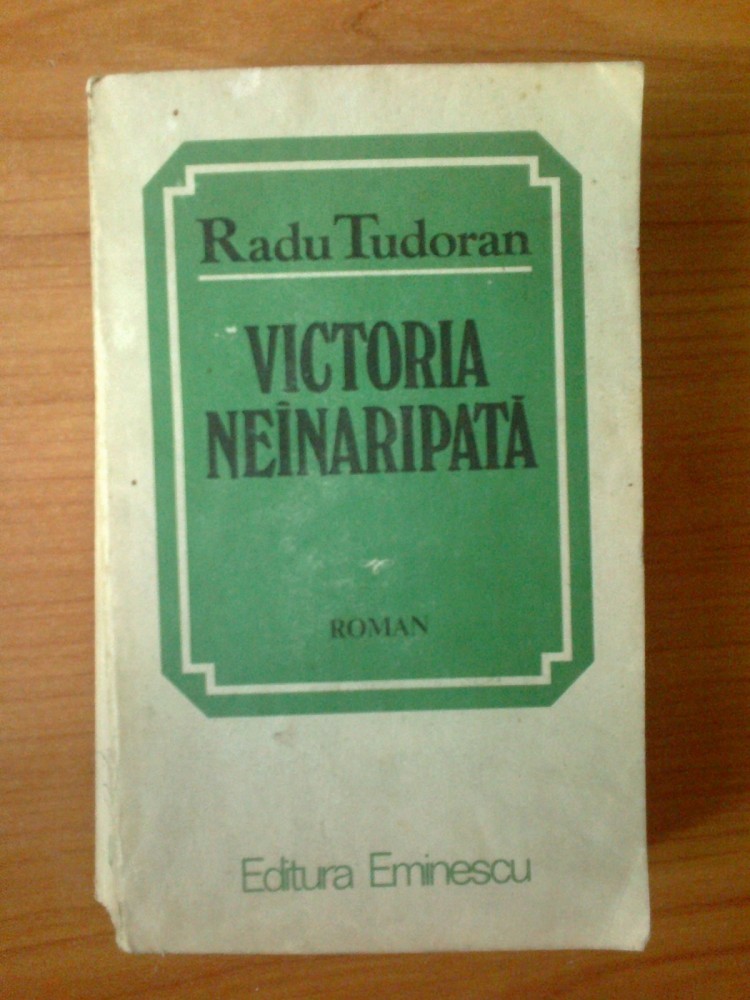 Radu Tudoran
VICTORIA
NEÎNARIPATĂ
ROMAN
Editura Eminescu